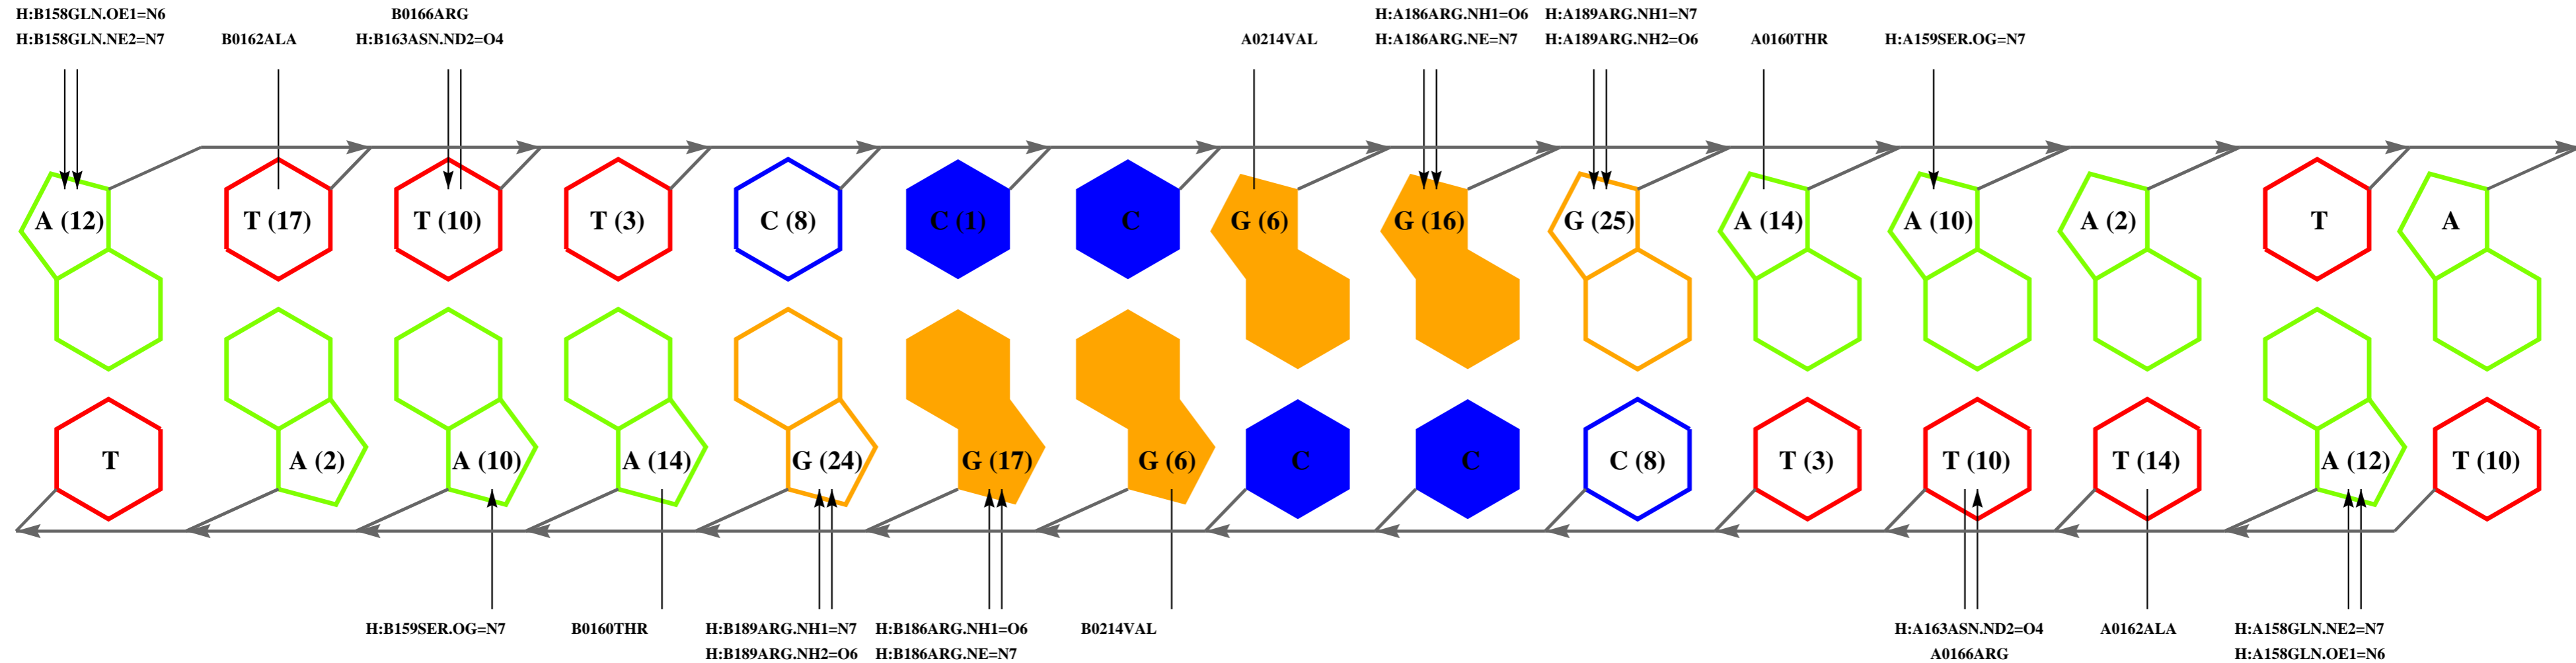 H:B158GLN.OE1=N6
H:B158GLN.NE2=N7
B0162ALA
B0166ARG
H:B163ASN.ND2=O4
A0214VAL
H:A186ARG.NH1=O6
H:A186ARG.NE=N7
H:A189ARG.NH1=N7
H:A189ARG.NH2=O6
A0160THR
H:A159SER.OG=N7
A (12) T (17) T (10) T (3) C (8) C (1) C G (6) G (16) G (25) A (14) A (10) A (2) T A
T A (2) A (10) A (14) G (24) G (17) G (6) C C C (8) T (3) T (10) T (14) A (12) T (10)
H:B159SER.OG=N7
B0160THR
H:B189ARG.NH1=N7
H:B189ARG.NH2=O6
H:B186ARG.NH1=O6
H:B186ARG.NE=N7
B0214VAL
H:A163ASN.ND2=O4
A0166ARG
A0162ALA
H:A158GLN.NE2=N7
H:A158GLN.OE1=N6